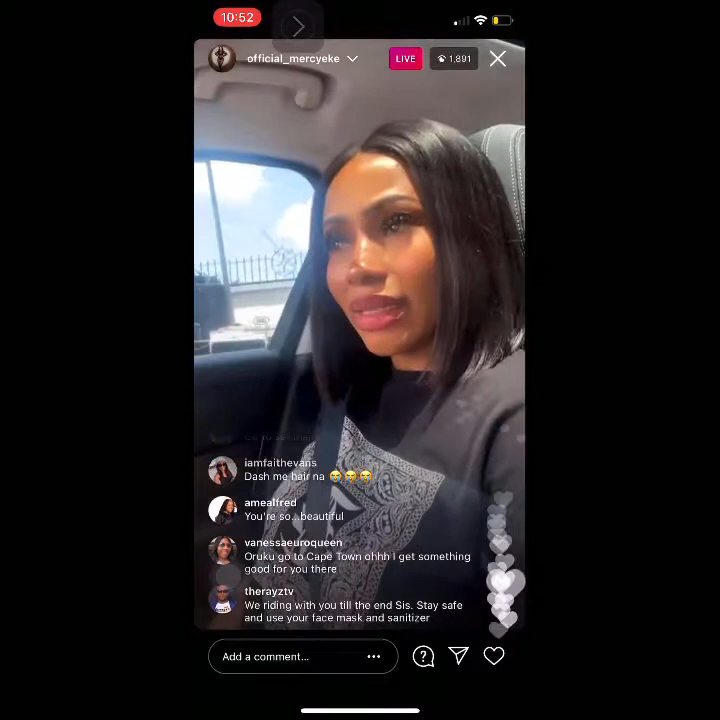 10:52
official_mercyeke
LIVE
1,891
iamfaithevans
Dash me hair na 😭😭😭
amealfred
You're so...beautiful
vanessaeuroqueen
Oruku go to Cape Town ohhh I get something
good for you there
therayztv
We riding with you till the end Sis. Stay safe
and use your face mask and sanitizer
Add a comment...